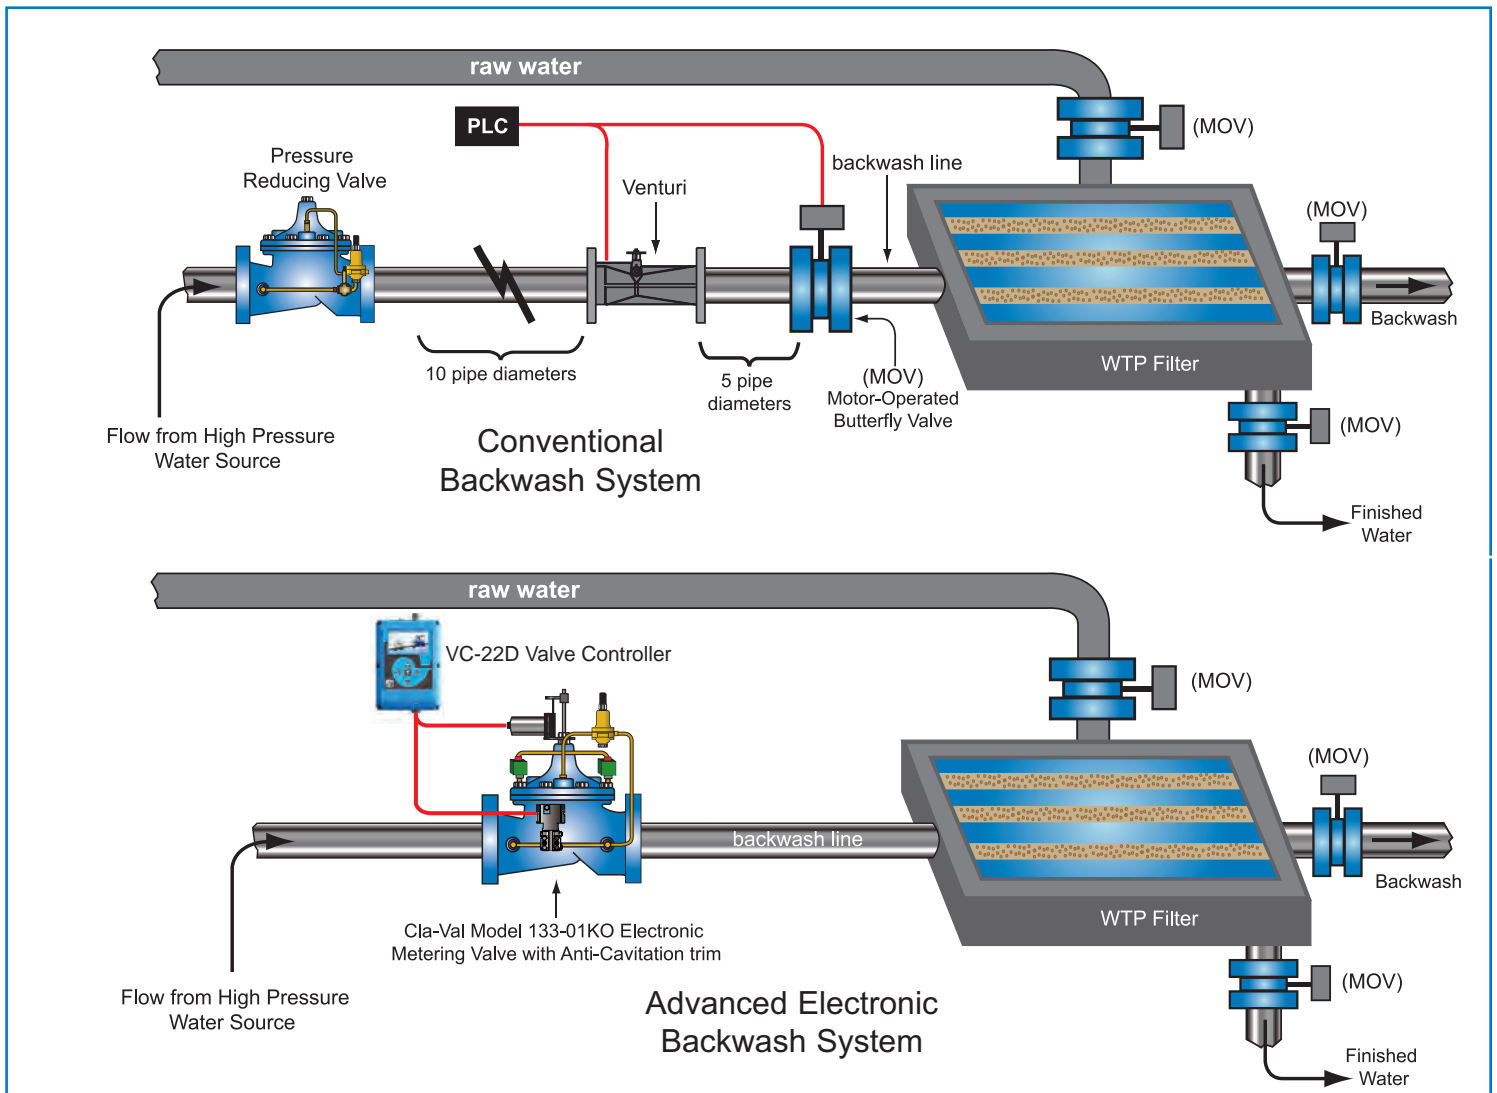 raw water
PLC
(MOV)
Pressure
Reducing Valve
backwash line
Venturi
(MOV)
Backwash
WTP Filter
10 pipe diameters
5 pipe
diameters
(MOV)
Motor-Operated
Butterfly Valve
(MOV)
Flow from High Pressure
Water Source
Conventional
Backwash System
Finished
Water
raw water
VC-22D Valve Controller
(MOV)
(MOV)
backwash line
Backwash
WTP Filter
Cla-Val Model 133-01KO Electronic
Metering Valve with Anti-Cavitation trim
(MOV)
Flow from High Pressure
Water Source
Advanced Electronic
Backwash System
Finished
Water